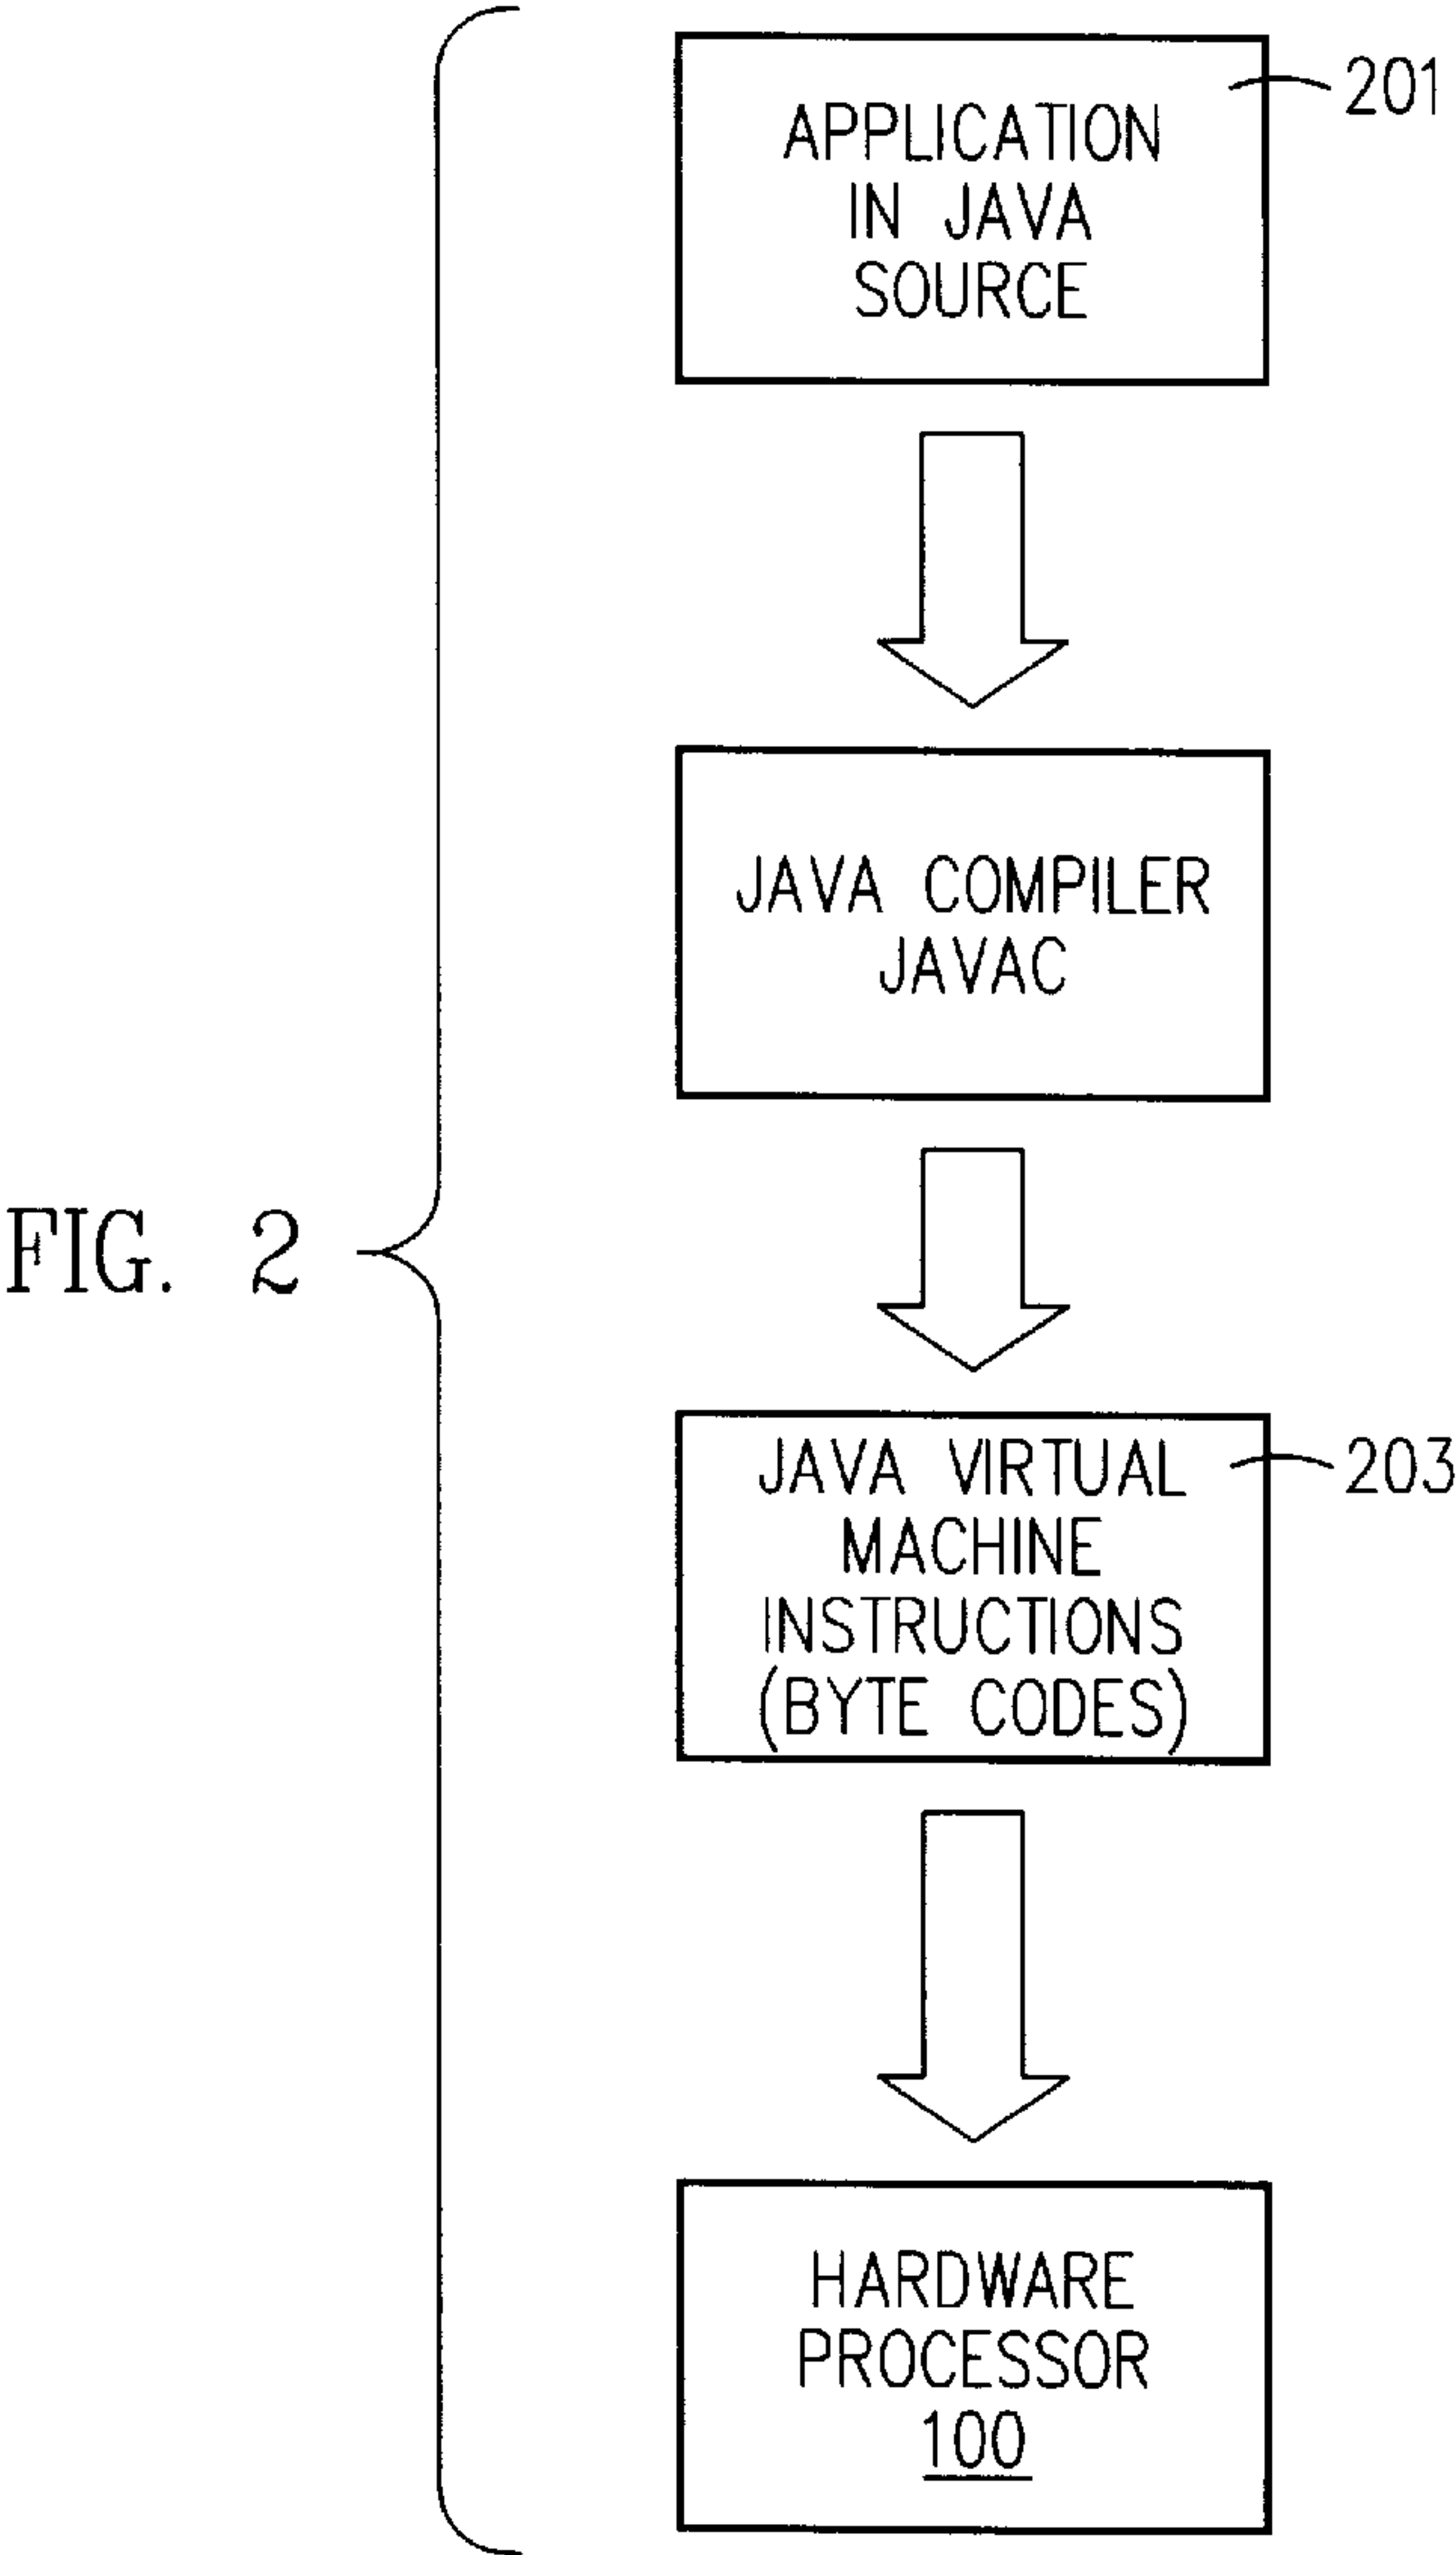 201
APPLICATION
IN JAVA
SOURCE
JAVA COMPILER
JAVAC
FIG. 2
JAVA VIRTUAL
203
MACHINE
INSTRUCTIONS
(BYTE CODES)
HARDWARE
PROCESSOR
100